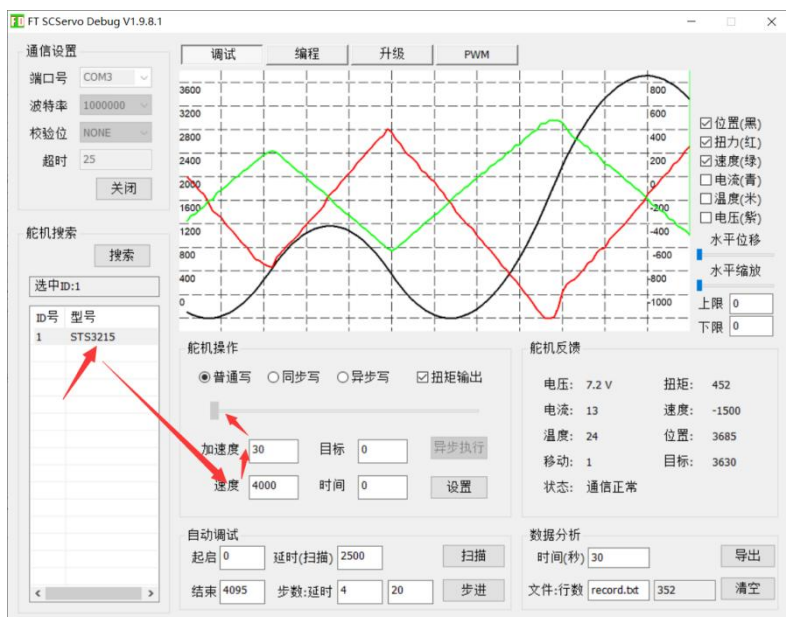 FT SCServo Debug V1.9.8.1
通信设置
端口号 COM3
波特率 1000000
校验位 NONE
超时 25
关闭
舵机搜索
搜索
选中ID:1
ID号 型号
1 STS3215
调试 编程 升级 PWM
3600 800
3200 600
2800 400
2400 200
2000 0
1600 -200
1200 -400
800 -600
400 -800
0 -1000
位置(黑)
扭力(红)
速度(绿)
电流(青)
温度(米)
电压(紫)
水平位移
水平缩放
上限 0
下限 0
舵机操作
普通写 同步写 异步写 扭矩输出
加速度 30 目标 0 异步执行
速度 4000 时间 0 设置
舵机反馈
电压: 7.2 V 扭矩: 452
电流: 13 速度: -1500
温度: 24 位置: 3685
移动: 1 目标: 3630
状态: 通信正常
自动调试
起启 0 延时(扫描) 2500 扫描
结束 4095 步数:延时 4 20 步进
数据分析
时间(秒) 30 导出
文件:行数 record.txt 352 清空